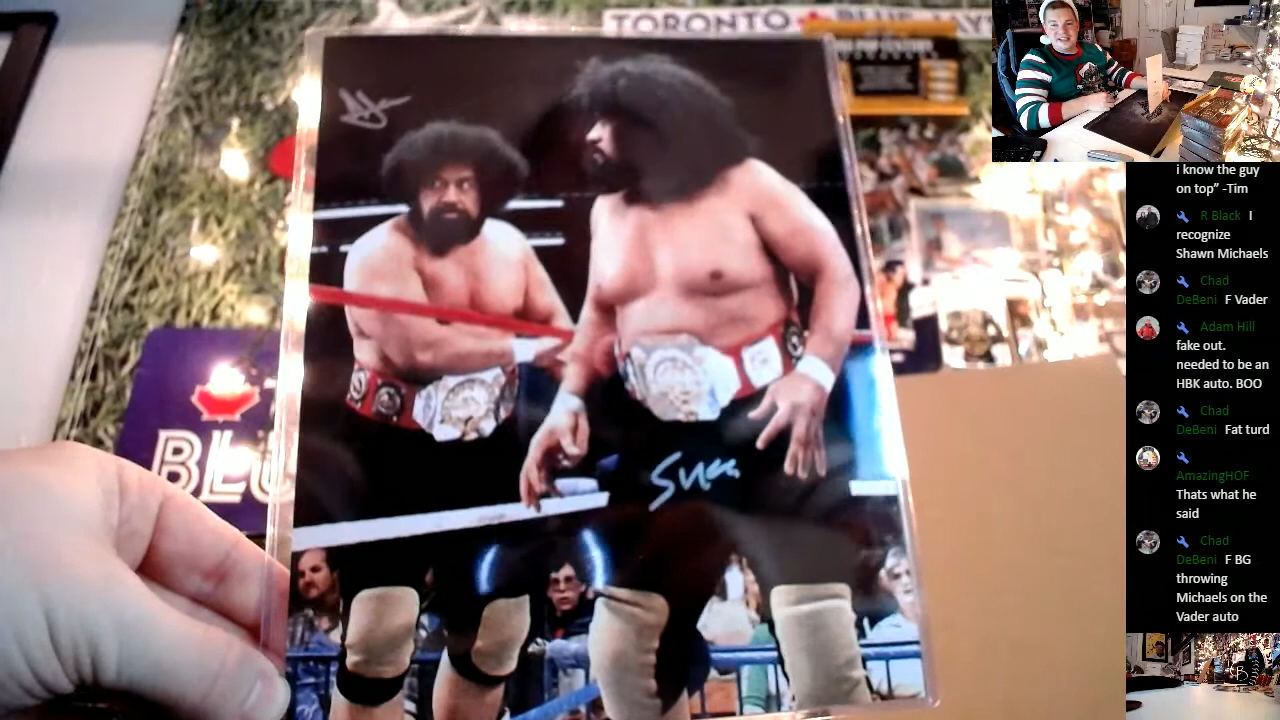 TORONTO BLUE JAYS
BLU
i know the guy
on top" -Tim
R Black I
recognize
Shawn Michaels
Chad
DeBeni F Vader
Adam Hill
fake out.
needed to be an
HBK auto. BOO
Chad
DeBeni Fat turd
AmazingHOF
Thats what he
said
Chad
DeBeni F BG
throwing
Michaels on the
Vader auto